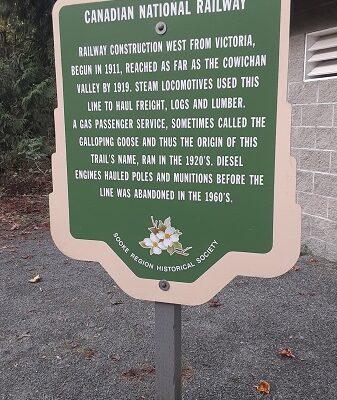 CANADIAN NATIONAL RAILWAY
RAILWAY CONSTRUCTION WEST FROM VICTORIA,
BEGUN IN 1911, REACHED AS FAR AS THE COWICHAN
VALLEY BY 1919. STEAM LOCOMOTIVES USED THIS
LINE TO HAUL FREIGHT, LOGS AND LUMBER.
A GAS PASSENGER SERVICE, SOMETIMES CALLED THE
GALLOPING GOOSE AND THUS THE ORIGIN OF THIS
TRAIL'S NAME, RAN IN THE 1920'S. DIESEL
ENGINES HAULED POLES AND MUNITIONS BEFORE THE
LINE WAS ABANDONED IN THE 1960'S.
SOOKE REGION HISTORICAL SOCIETY